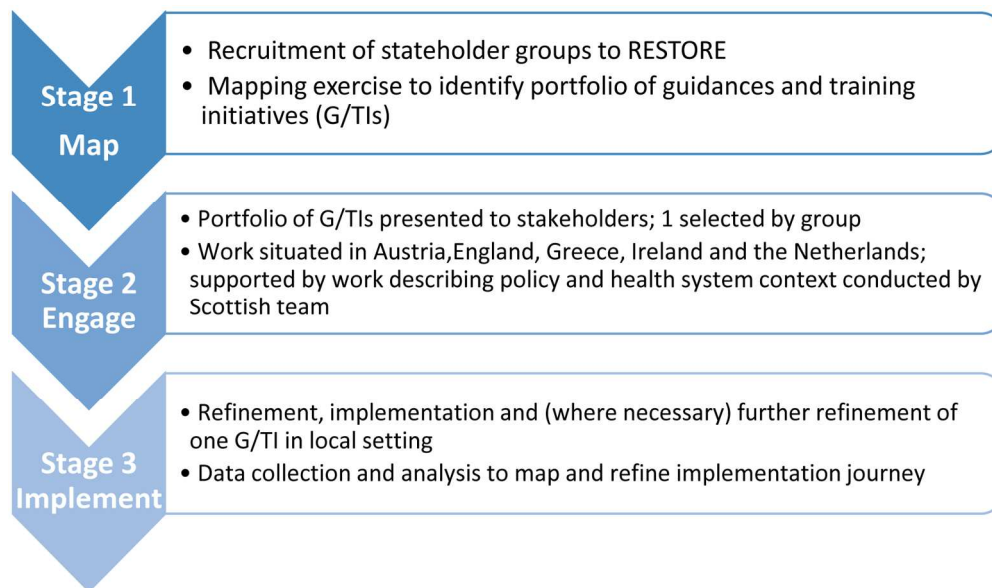 Stage 1
Map
• Recruitment of stateholder groups to RESTORE
• Mapping exercise to identify portfolio of guidances and training
initiatives (G/TIs)
Stage 2
Engage
• Portfolio of G/TIs presented to stakeholders; 1 selected by group
• Work situated in Austria,England, Greece, Ireland and the Netherlands;
supported by work describing policy and health system context conducted by
Scottish team
Stage 3
Implement
• Refinement, implementation and (where necessary) further refinement of
one G/TI in local setting
• Data collection and analysis to map and refine implementation journey